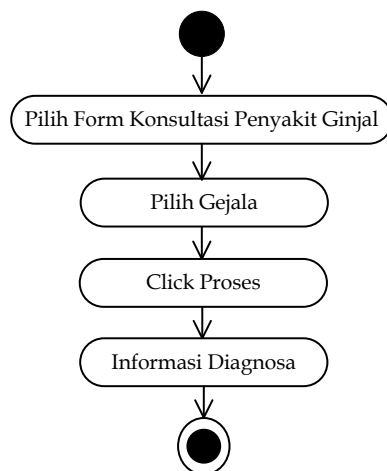 Pilih Form Konsultasi Penyakit Ginjal
Pilih Gejala
Click Proses
Informasi Diagnosa